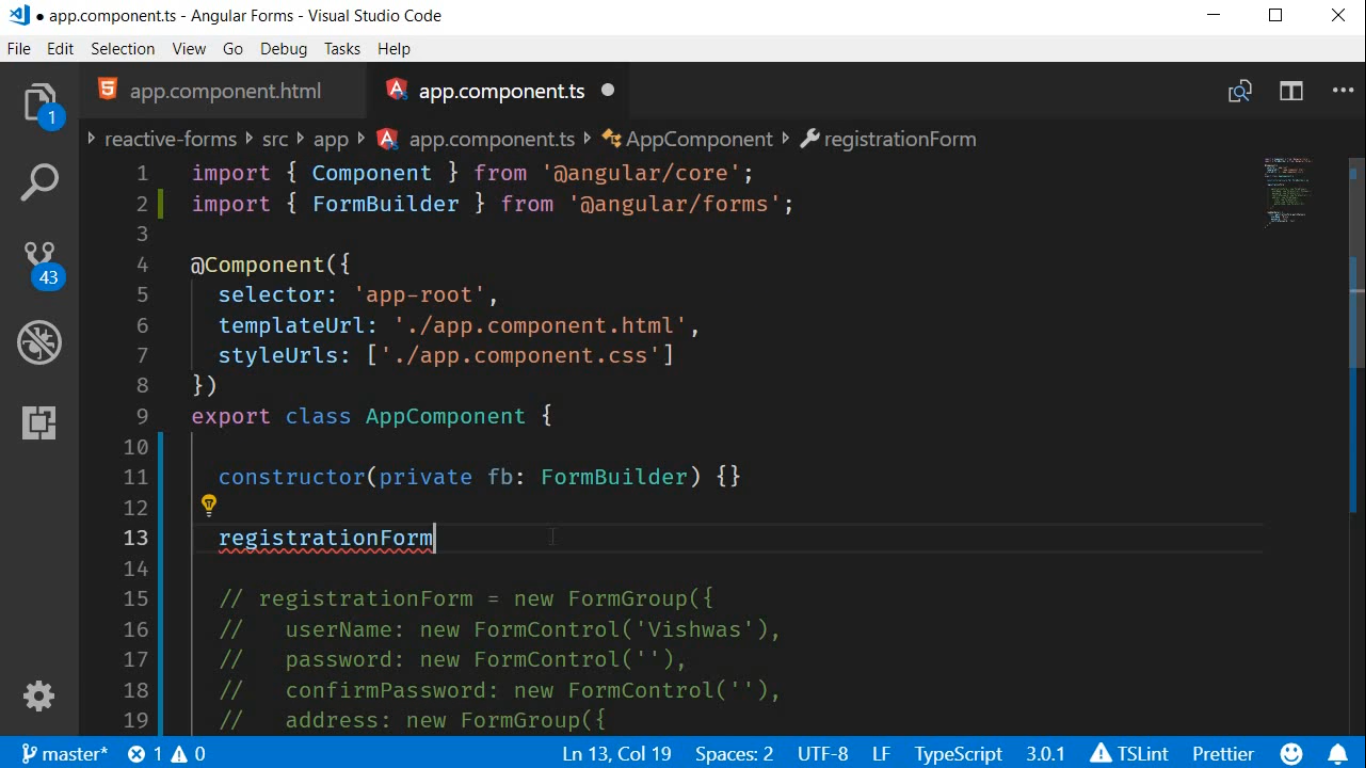 ● app.component.ts - Angular Forms - Visual Studio Code
File Edit Selection View Go Debug Tasks Help
1
app.component.html app.component.ts ●
reactive-forms src app app.component.ts AppComponent registrationForm
1 import { Component } from '@angular/core';
2 import { FormBuilder } from '@angular/forms';
3
4 @Component({
5 selector: 'app-root',
6 templateUrl: './app.component.html',
7 styleUrls: ['./app.component.css']
8 })
9 export class AppComponent {
10
11 constructor(private fb: FormBuilder) {}
12
13 registrationForm
14
15 // registrationForm = new FormGroup({
16 // userName: new FormControl('Vishwas'),
17 // password: new FormControl(''),
18 // confirmPassword: new FormControl(''),
19 // address: new FormGroup({
43
master* 1 0 Ln 13, Col 19 Spaces: 2 UTF-8 LF TypeScript 3.0.1 TSLint Prettier